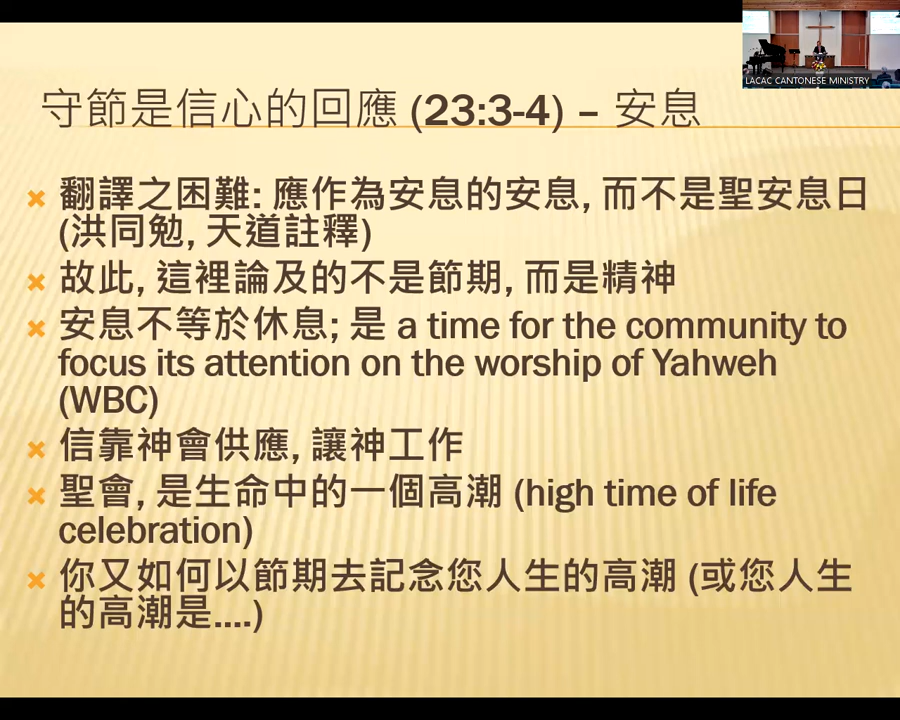 LACAC CANTONESE MINISTRY
守節是信心的回應 (23:3-4) – 安息
翻譯之困難: 應作為安息的安息, 而不是聖安息日
(洪同勉, 天道註釋)
故此, 這裡論及的不是節期, 而是精神
安息不等於休息; 是 a time for the community to
focus its attention on the worship of Yahweh
(WBC)
信靠神會供應, 讓神工作
聖會, 是生命中的一個高潮 (high time of life
celebration)
你又如何以節期去記念您人生的高潮 (或您人生
的高潮是....)